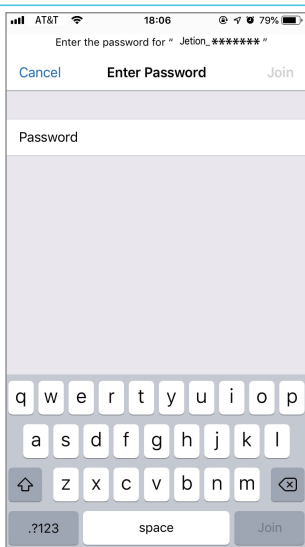 AT&T 18:06 79%
Enter the password for “ Jetion_******* ”
Cancel Enter Password Join
Password
q w e r t y u i o p
a s d f g h j k l
z x c v b n m
.?123 space Join